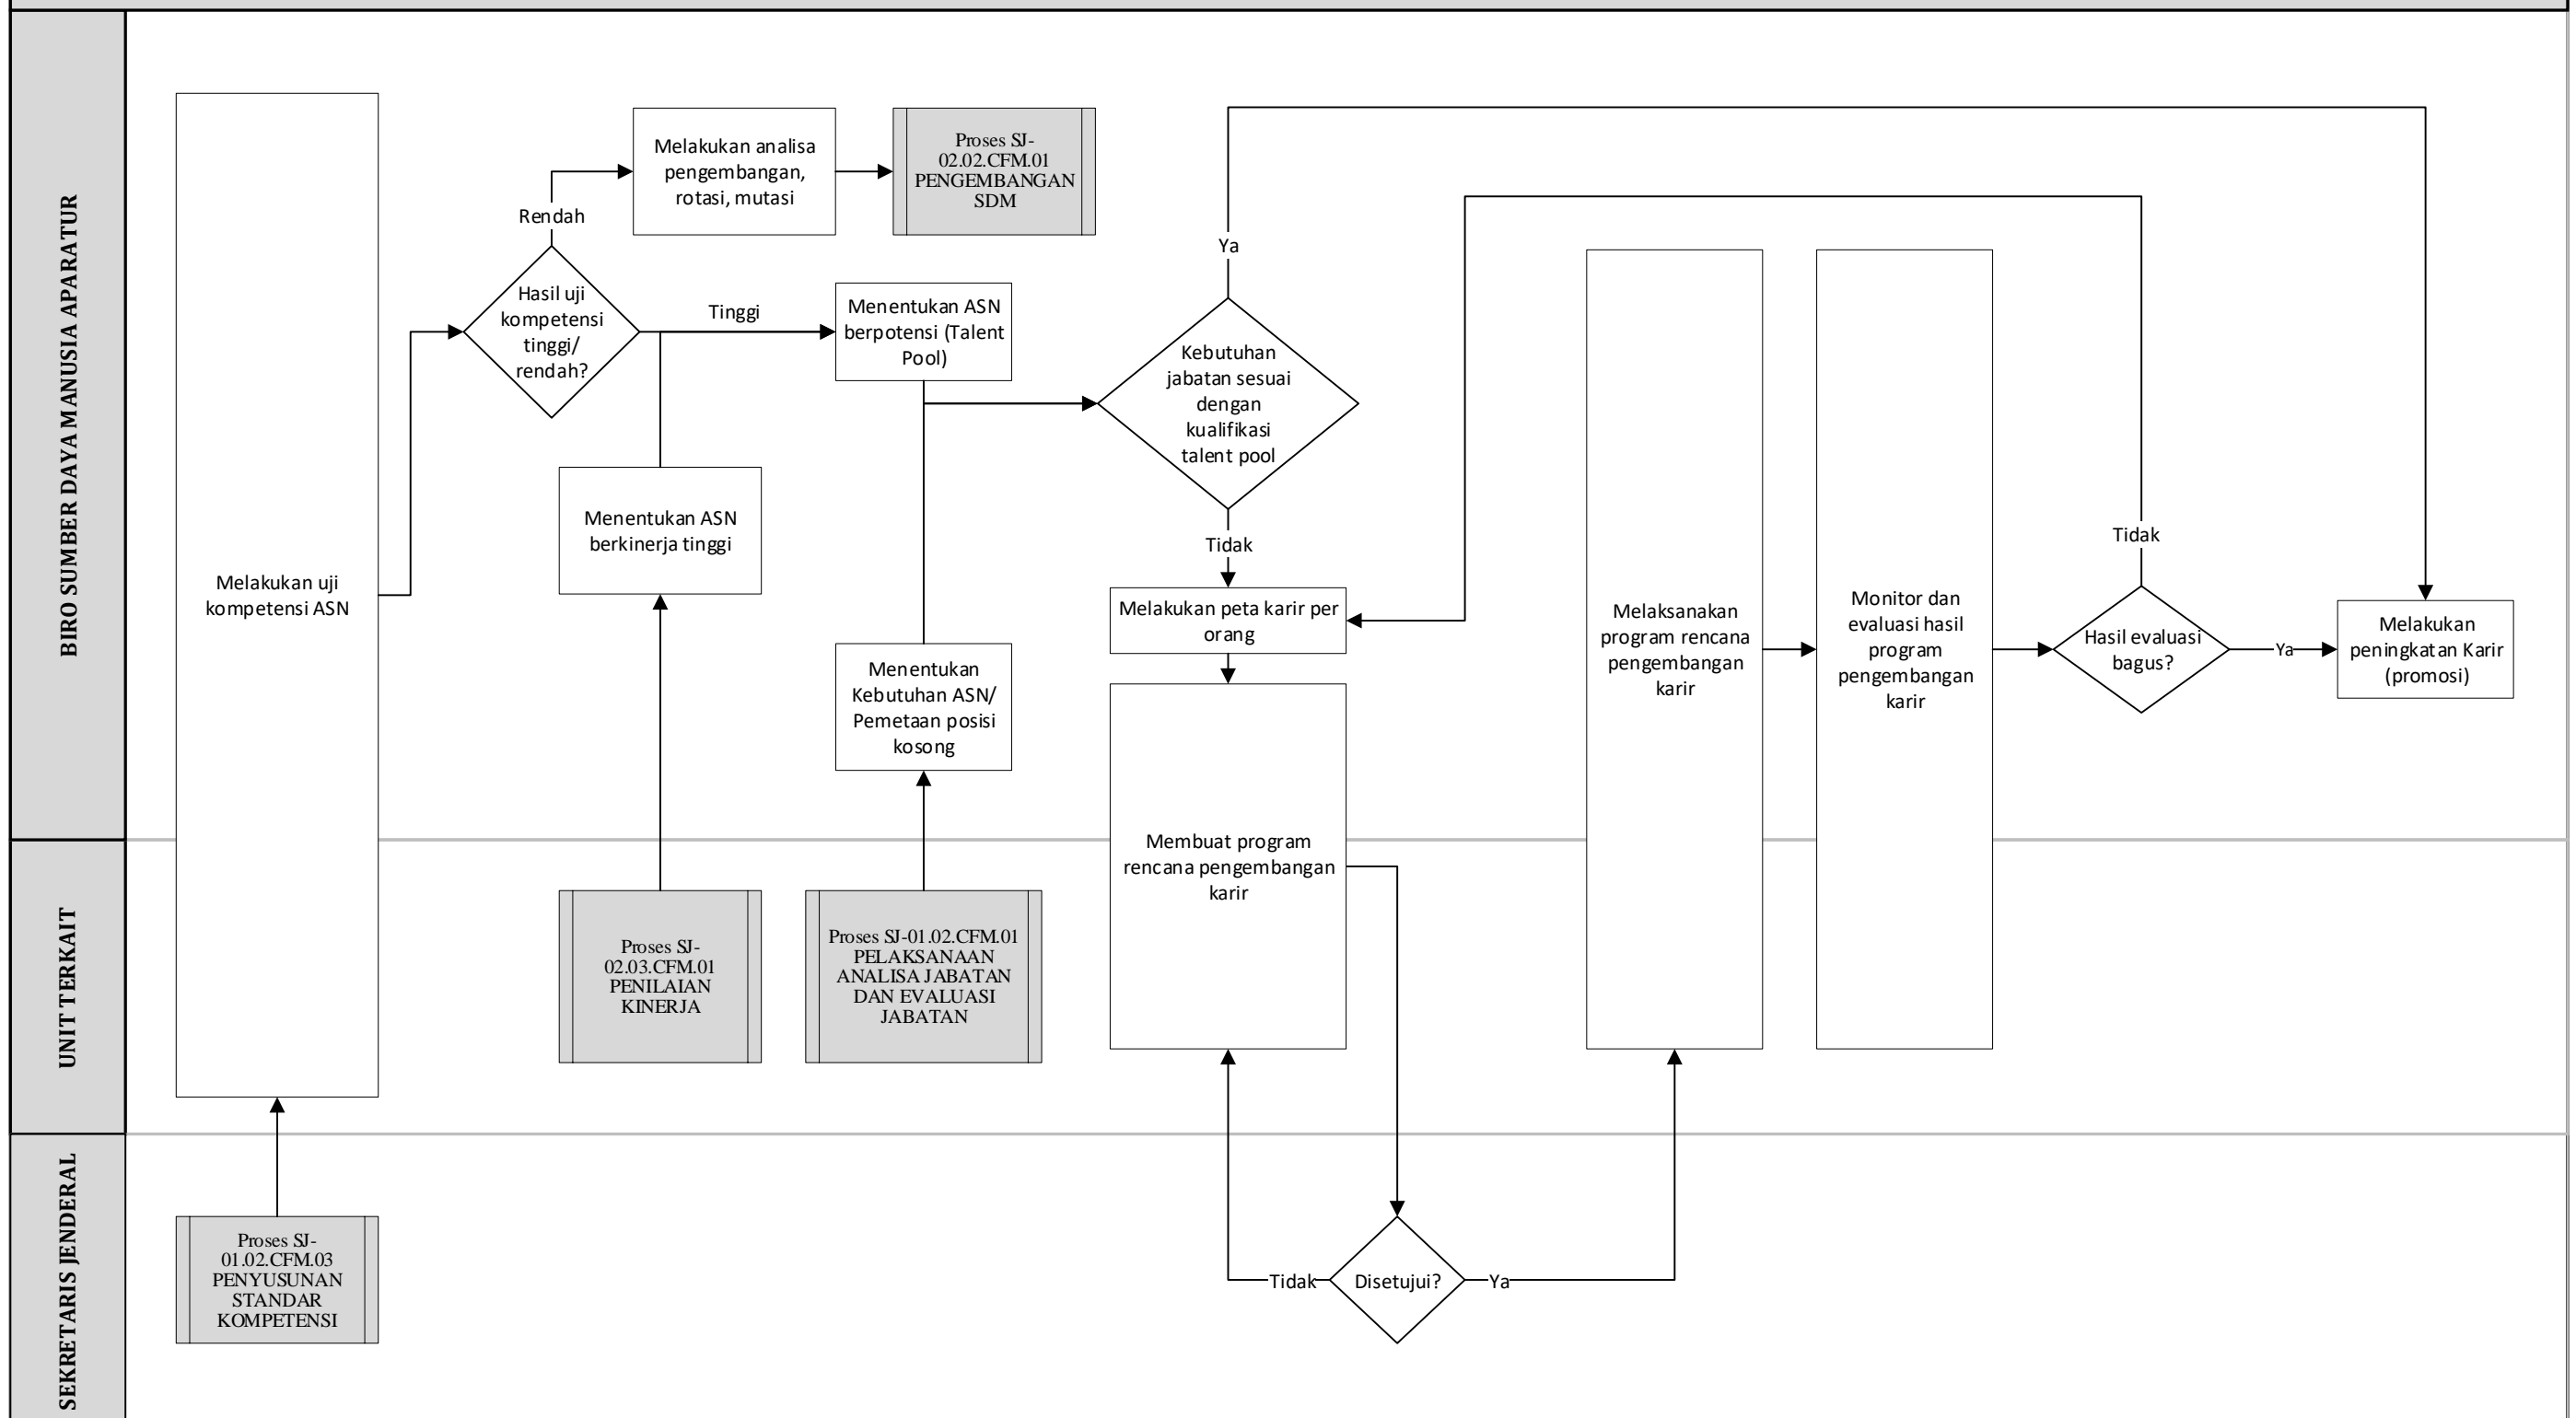 BIRO SUMBER DAYA MANUSIA APARATUR
Melakukan uji
kompetensi ASN
Rendah
Hasil uji
kompetensi
tinggi/
rendah?
Melakukan analisa
pengembangan,
rotasi, mutasi
Proses SJ-
02.02.CFM.01
PENGEMBANGAN
SDM
Tinggi
Menentukan ASN
berpotensi (Talent
Pool)
Menentukan ASN
berkinerja tinggi
Menentukan
Kebutuhan ASN/
Pemetaan posisi
kosong
Ya
Kebutuhan
jabatan sesuai
dengan
kualifikasi
talent pool
Tidak
Melakukan peta karir per
orang
Membuat program
rencana pengembangan
karir
Melaksanakan
program rencana
pengembangan
karir
Monitor dan
evaluasi hasil
program
pengembangan
karir
Tidak
Hasil evaluasi
bagus?
Ya
Melakukan
peningkatan Karir
(promosi)
UNIT TERKAIT
Proses SJ-
02.03.CFM.01
PENILAIAN
KINERJA
Proses SJ-01.02.CFM.01
PELAKSANAAN
ANALISA JABATAN
DAN EVALUASI
JABATAN
SEKRETARIS JENDERAL
Proses SJ-
01.02.CFM.03
PENYUSUNAN
STANDAR
KOMPETENSI
Tidak
Disetujui?
Ya